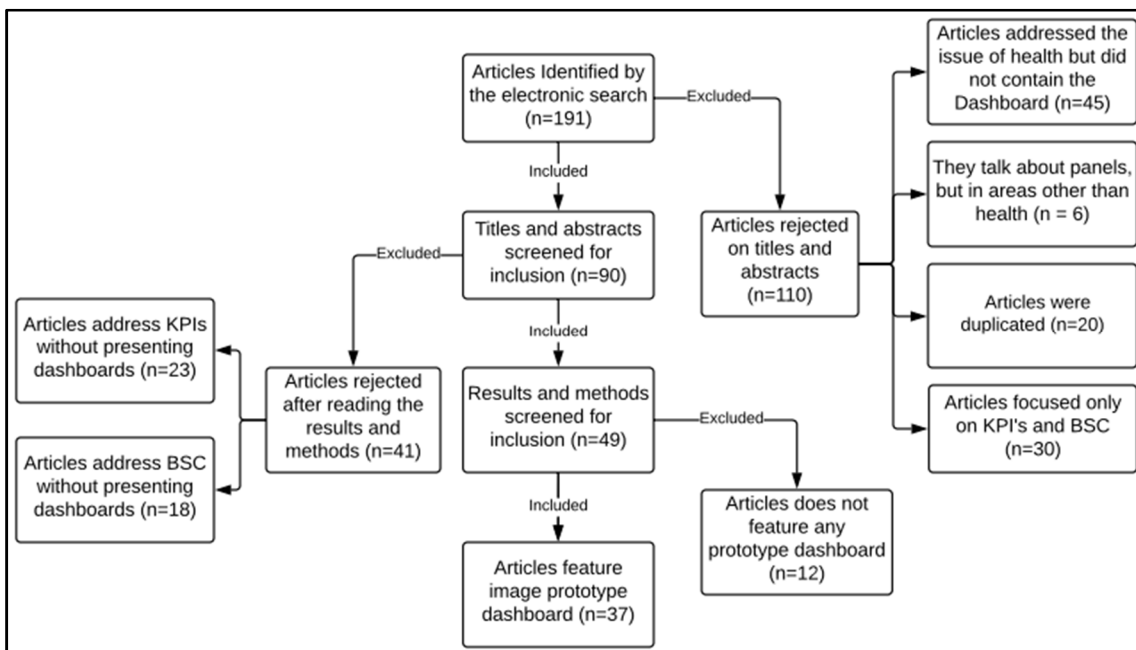 Articles Identified by
the electronic search
(n=191)
Excluded
Articles addressed the
issue of health but did
not contain the
Dashboard (n=45)
They talk about panels,
but in areas other than
health (n = 6)
Articles were
duplicated (n=20)
Articles focused only
on KPI's and BSC
(n=30)
Articles rejected
on titles and
abstracts
(n=110)
Included
Titles and abstracts
screened for
inclusion (n=90)
Excluded
Articles address KPIs
without presenting
dashboards (n=23)
Articles address BSC
without presenting
dashboards (n=18)
Articles rejected
after reading the
results and
methods (n=41)
Included
Results and methods
screened for
inclusion (n=49)
Excluded
Articles does not
feature any
prototype dashboard
(n=12)
Included
Articles feature
image prototype
dashboard (n=37)